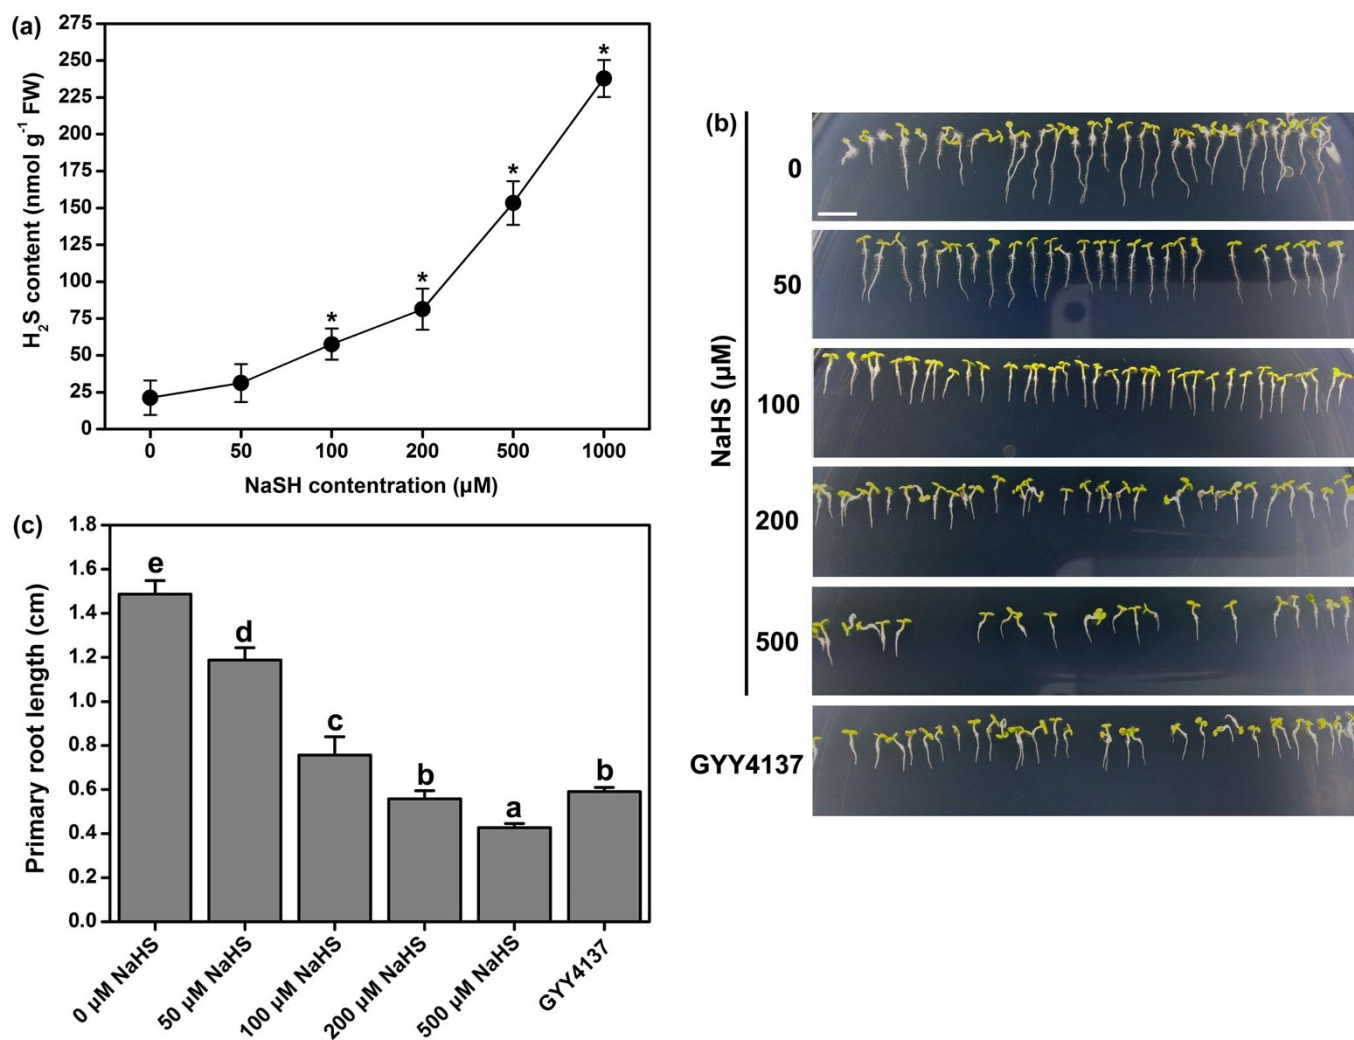 (a)
H₂S content (nmol g⁻¹ FW)
275
250
225
200
175
150
125
100
75
50
25
0
*
*
*
*
0 50 100 200 500 1000
NaSH contentration (µM)
(b)
NaHS (µM)
0
50
100
200
500
GYY4137
(c)
Primary root length (cm)
1.8
1.6
1.4
1.2
1.0
0.8
0.6
0.4
0.2
0.0
e
d
c
b
a
b
0 µM NaHS
50 µM NaHS
100 µM NaHS
200 µM NaHS
500 µM NaHS
GYY4137